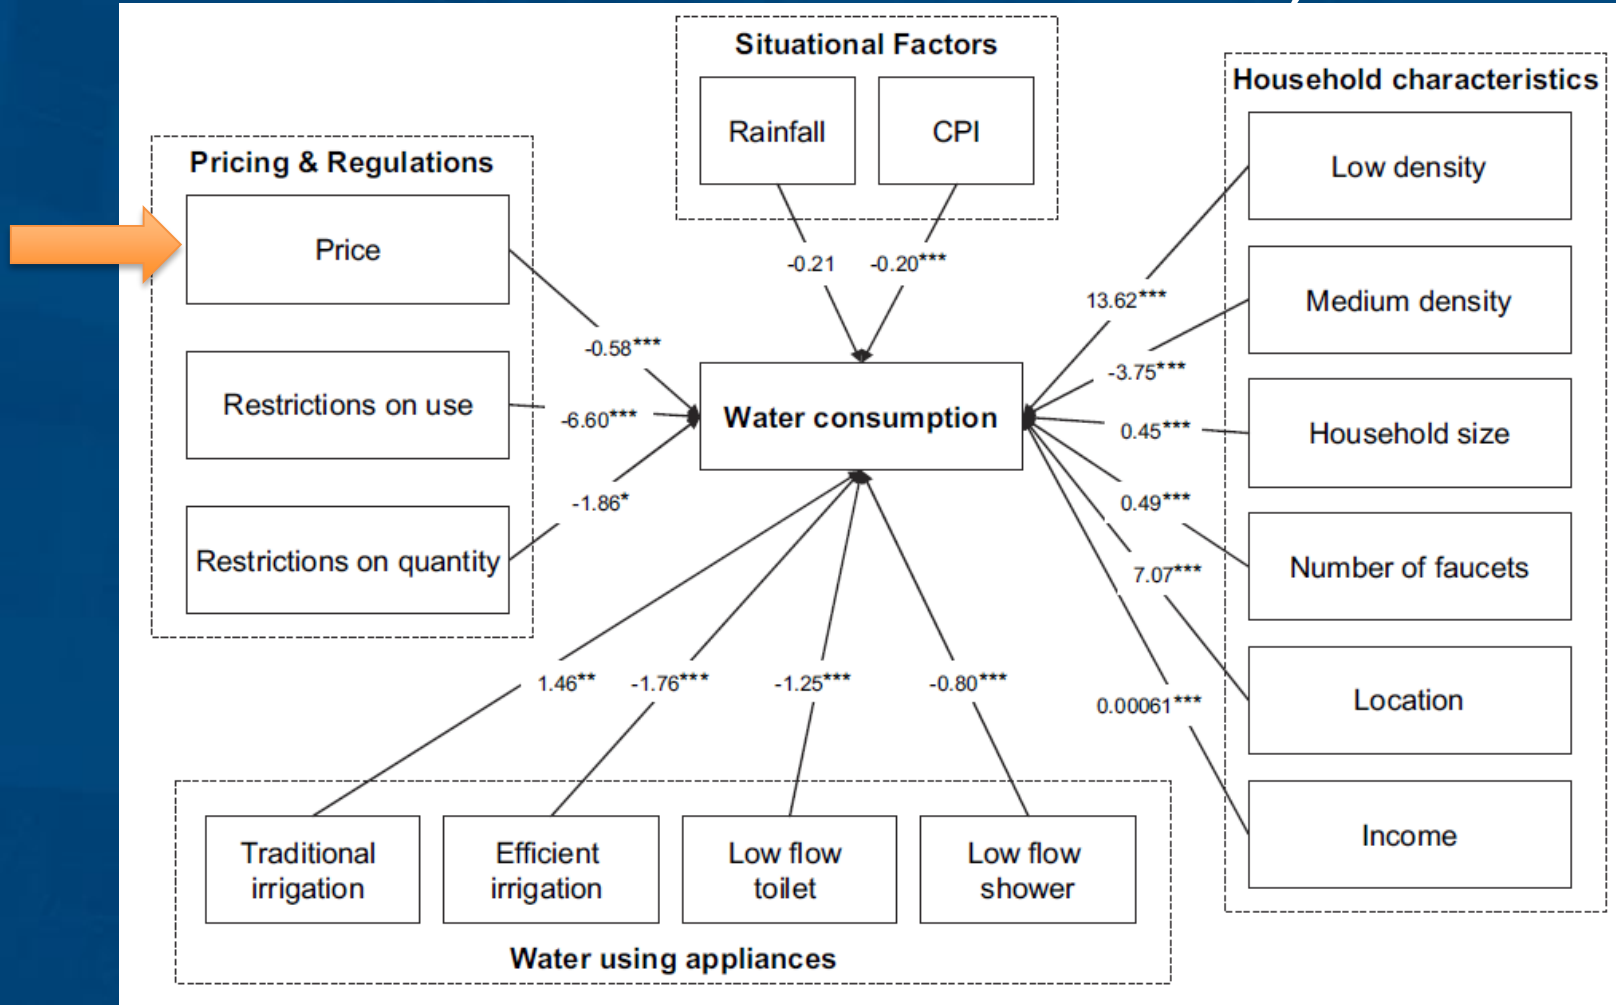 Situational Factors
Rainfall
CPI
-0.21
-0.20***
Pricing & Regulations
Price
Restrictions on use
Restrictions on quantity
-0.58***
-6.60***
-1.86*
Water consumption
Household characteristics
Low density
Medium density
Household size
Number of faucets
Location
Income
13.62***
-3.75***
0.45***
0.49***
7.07***
0.00061***
1.46**
-1.76***
-1.25***
-0.80***
Traditional
irrigation
Efficient
irrigation
Low flow
toilet
Low flow
shower
Water using appliances